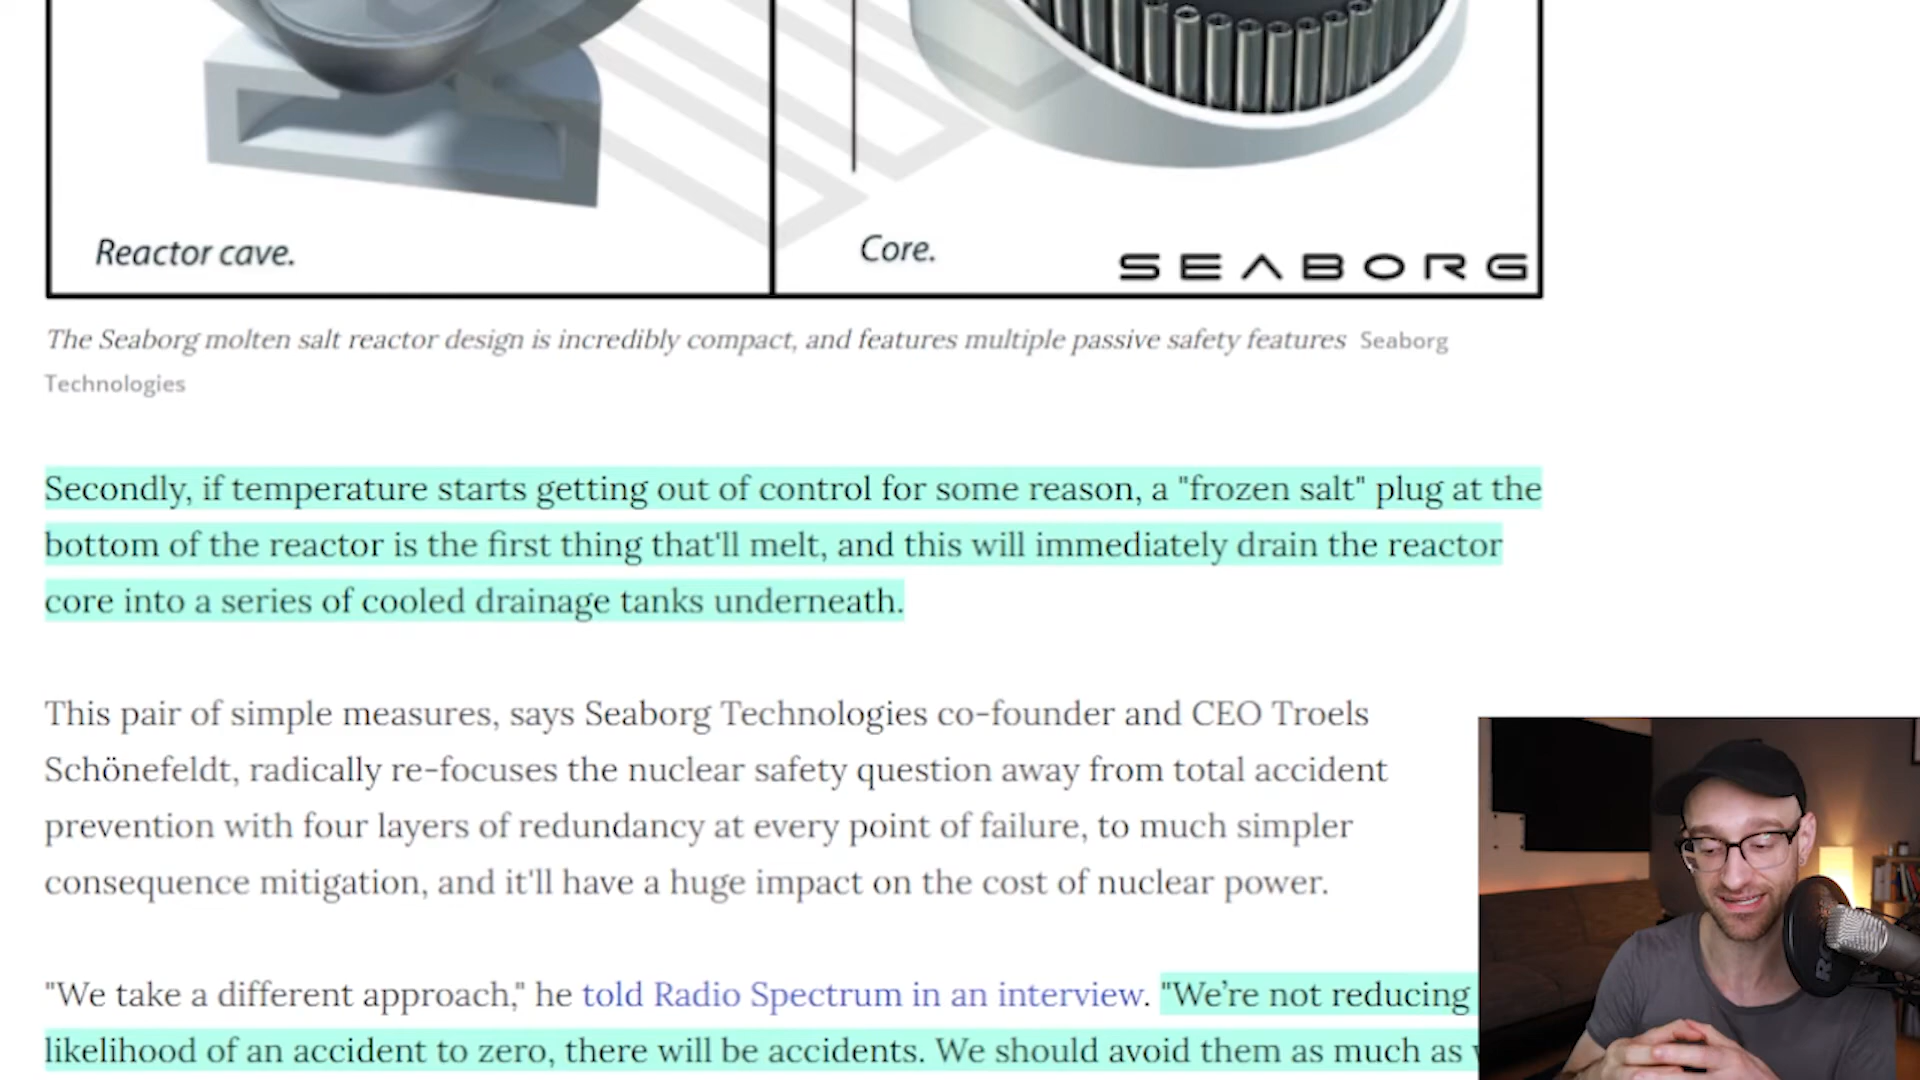 Reactor cave.
Core.
SEABORG
The Seaborg molten salt reactor design is incredibly compact, and features multiple passive safety features Seaborg
Technologies
Secondly, if temperature starts getting out of control for some reason, a "frozen salt" plug at the
bottom of the reactor is the first thing that'll melt, and this will immediately drain the reactor
core into a series of cooled drainage tanks underneath.
This pair of simple measures, says Seaborg Technologies co-founder and CEO Troels
Schönefeldt, radically re-focuses the nuclear safety question away from total accident
prevention with four layers of redundancy at every point of failure, to much simpler
consequence mitigation, and it'll have a huge impact on the cost of nuclear power.
"We take a different approach," he told Radio Spectrum in an interview. "We’re not reducing
likelihood of an accident to zero, there will be accidents. We should avoid them as much as